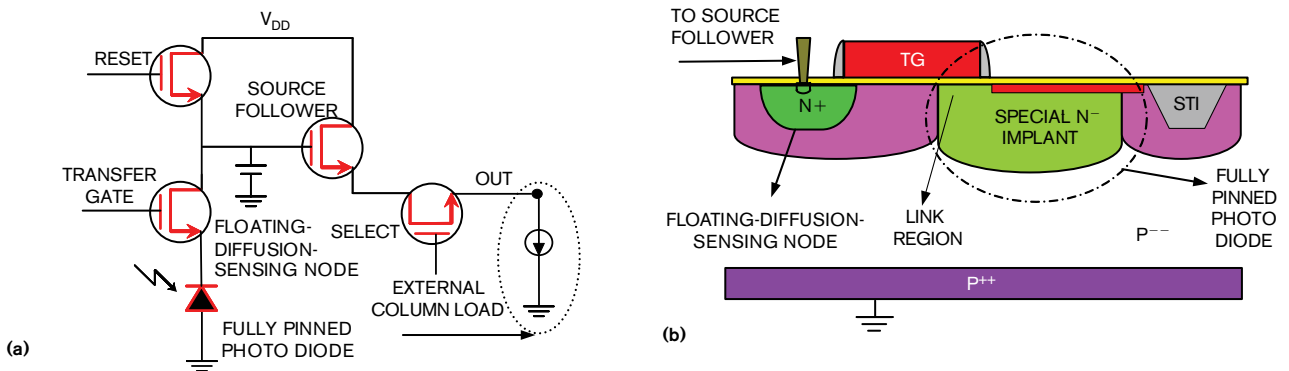 V_DD
RESET
SOURCE
FOLLOWER
TRANSFER
GATE
FLOATING-
DIFFUSION-
SENSING NODE
SELECT
OUT
EXTERNAL
COLUMN LOAD
FULLY PINNED
PHOTO DIODE
(a)
TO SOURCE
FOLLOWER
TG
N+
SPECIAL N⁻
IMPLANT
STI
FLOATING-DIFFUSION-
SENSING NODE
LINK
REGION
FULLY
PINNED
PHOTO
DIODE
P⁻⁻
P⁺⁺
(b)